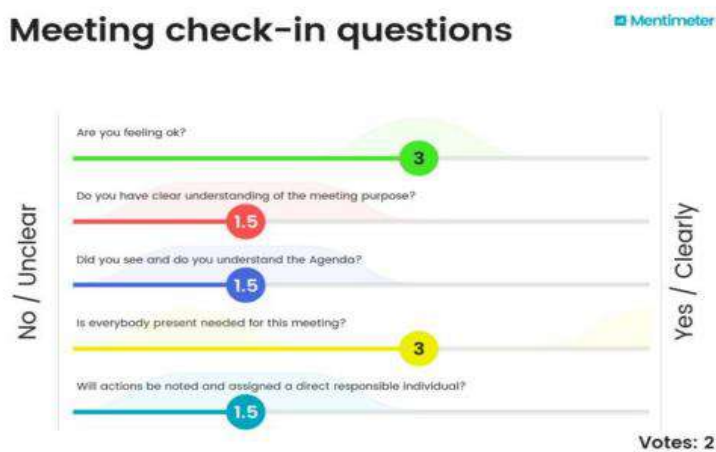 Meeting check-in questions
Mentimeter
Are you feeling ok?
3
Do you have clear understanding of the meeting purpose?
1.5
Did you see and do you understand the Agenda?
1.5
Is everybody present needed for this meeting?
3
Will actions be noted and assigned a direct responsible individual?
1.5
No / Unclear
Yes / Clearly
Votes: 2